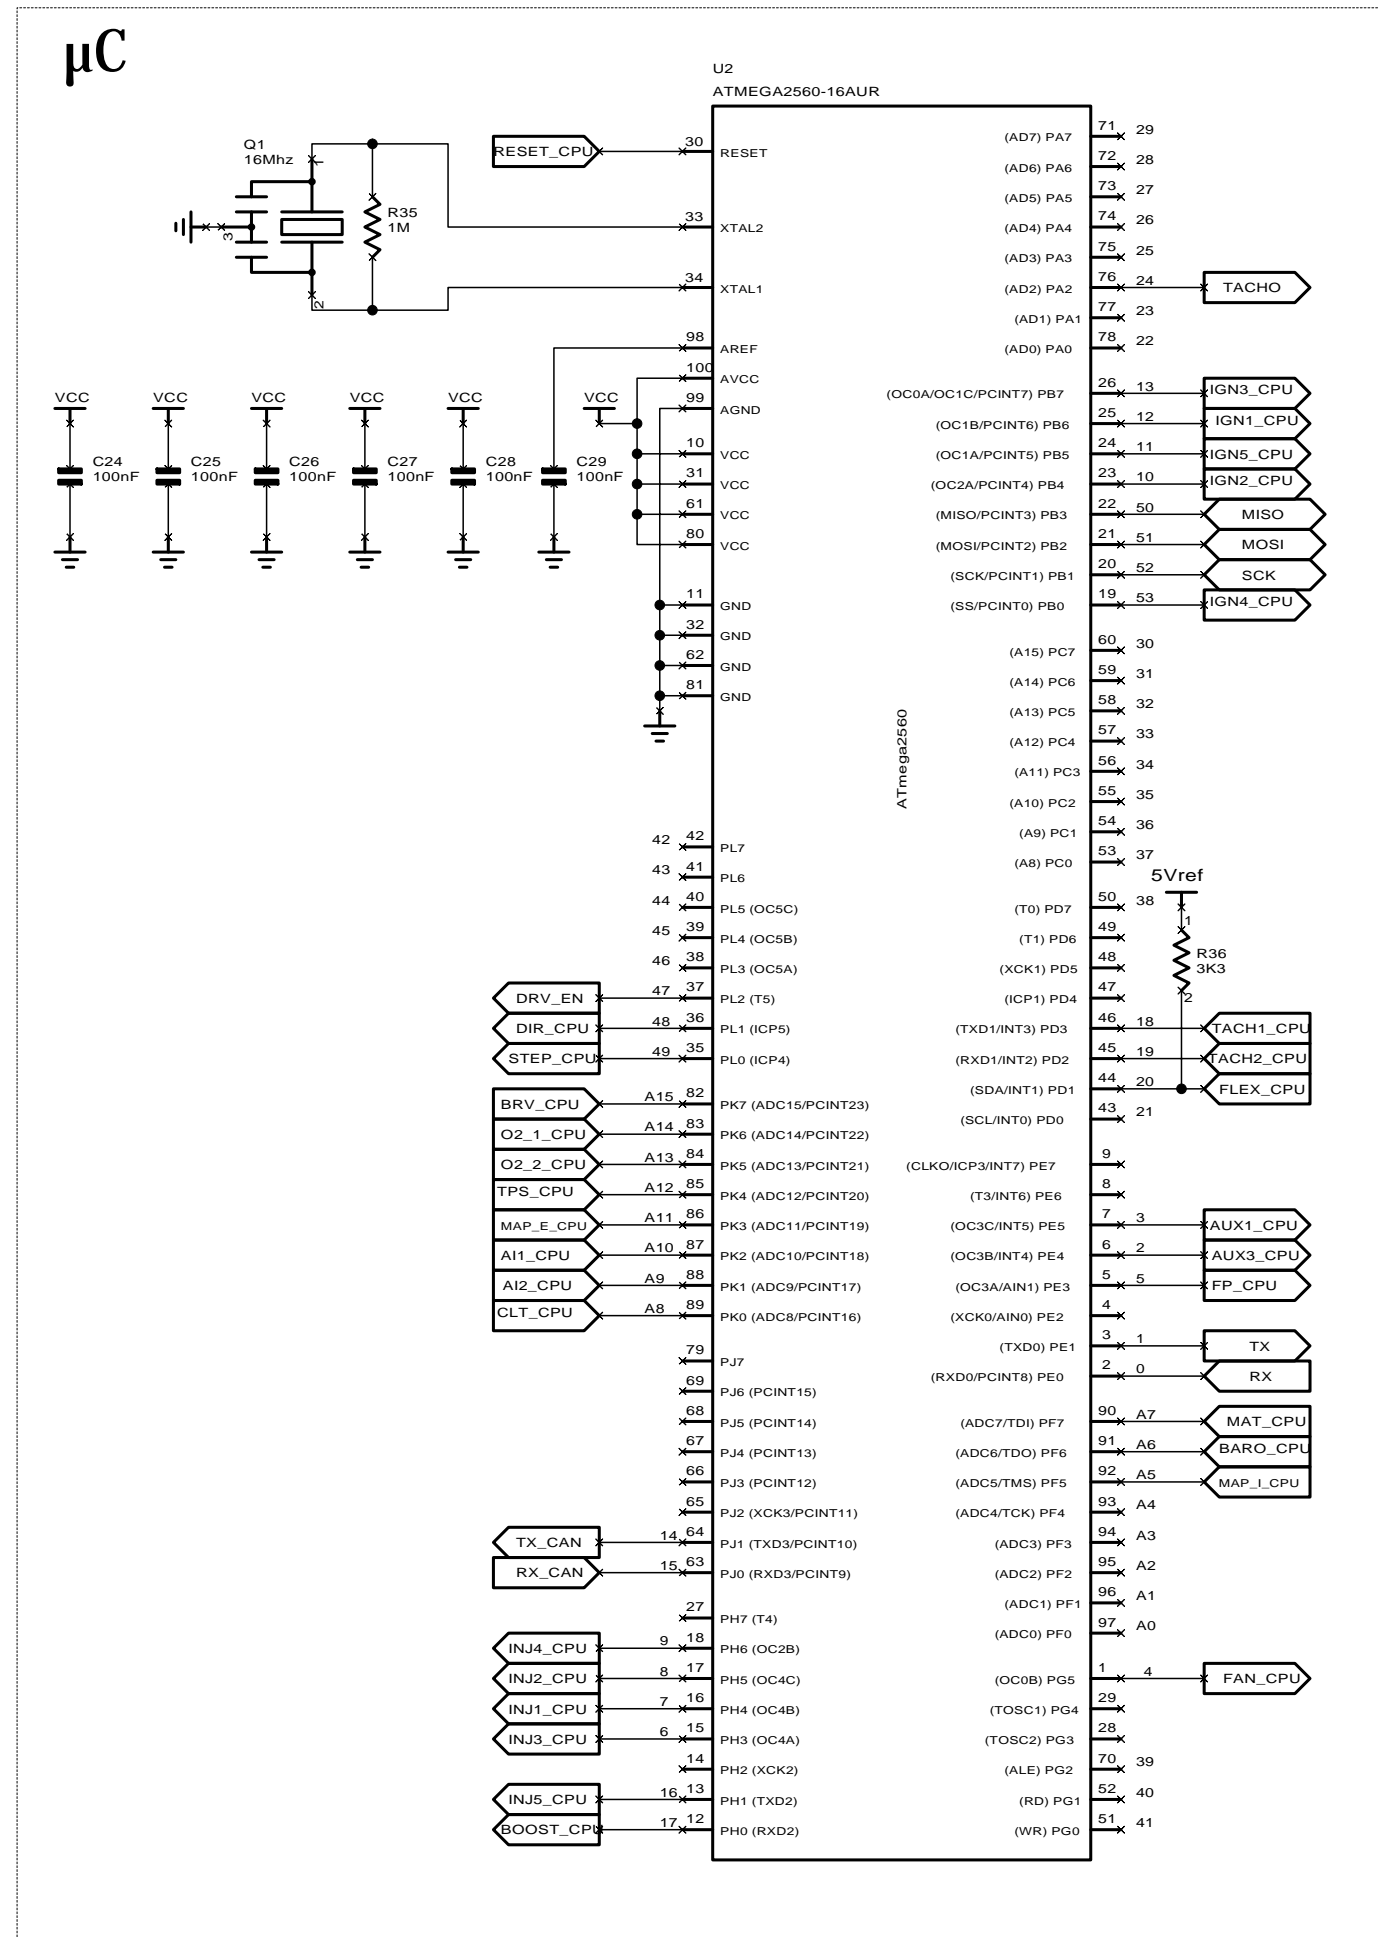 μC
U2
ATMEGA2560-16AUR
Q1
16Mhz
1
3
2
R35
1M
RESET_CPU 30 RESET
33 XTAL2
34 XTAL1
98 AREF
100 AVCC
99 AGND
VCC VCC VCC VCC VCC VCC
C24 100nF
C25 100nF
C26 100nF
C27 100nF
C28 100nF
C29 100nF
10 VCC
31 VCC
61 VCC
80 VCC
11 GND
32 GND
62 GND
81 GND
ATmega2560
42 42 PL7
43 41 PL6
44 40 PL5 (OC5C)
45 39 PL4 (OC5B)
46 38 PL3 (OC5A)
DRV_EN 47 37 PL2 (T5)
DIR_CPU 48 36 PL1 (ICP5)
STEP_CPU 49 35 PL0 (ICP4)
BRV_CPU A15 82 PK7 (ADC15/PCINT23)
O2_1_CPU A14 83 PK6 (ADC14/PCINT22)
O2_2_CPU A13 84 PK5 (ADC13/PCINT21)
TPS_CPU A12 85 PK4 (ADC12/PCINT20)
MAP_E_CPU A11 86 PK3 (ADC11/PCINT19)
AI1_CPU A10 87 PK2 (ADC10/PCINT18)
AI2_CPU A9 88 PK1 (ADC9/PCINT17)
CLT_CPU A8 89 PK0 (ADC8/PCINT16)
79 PJ7
69 PJ6 (PCINT15)
68 PJ5 (PCINT14)
67 PJ4 (PCINT13)
66 PJ3 (PCINT12)
65 PJ2 (XCK3/PCINT11)
TX_CAN 14 64 PJ1 (TXD3/PCINT10)
RX_CAN 15 63 PJ0 (RXD3/PCINT9)
27 PH7 (T4)
INJ4_CPU 9 18 PH6 (OC2B)
INJ2_CPU 8 17 PH5 (OC4C)
INJ1_CPU 7 16 PH4 (OC4B)
INJ3_CPU 6 15 PH3 (OC4A)
14 PH2 (XCK2)
INJ5_CPU 16 13 PH1 (TXD2)
BOOST_CPU 17 12 PH0 (RXD2)
(AD7) PA7 71 29
(AD6) PA6 72 28
(AD5) PA5 73 27
(AD4) PA4 74 26
(AD3) PA3 75 25
(AD2) PA2 76 24 TACHO
(AD1) PA1 77 23
(AD0) PA0 78 22
(OC0A/OC1C/PCINT7) PB7 26 13 IGN3_CPU
(OC1B/PCINT6) PB6 25 12 IGN1_CPU
(OC1A/PCINT5) PB5 24 11 IGN5_CPU
(OC2A/PCINT4) PB4 23 10 IGN2_CPU
(MISO/PCINT3) PB3 22 50 MISO
(MOSI/PCINT2) PB2 21 51 MOSI
(SCK/PCINT1) PB1 20 52 SCK
(SS/PCINT0) PB0 19 53 IGN4_CPU
(A15) PC7 60 30
(A14) PC6 59 31
(A13) PC5 58 32
(A12) PC4 57 33
(A11) PC3 56 34
(A10) PC2 55 35
(A9) PC1 54 36
(A8) PC0 53 37
5Vref
1
R36
3K3
2
(T0) PD7 50 38
(T1) PD6 49
(XCK1) PD5 48
(ICP1) PD4 47
(TXD1/INT3) PD3 46 18 TACH1_CPU
(RXD1/INT2) PD2 45 19 TACH2_CPU
(SDA/INT1) PD1 44 20 FLEX_CPU
(SCL/INT0) PD0 43 21
(CLKO/ICP3/INT7) PE7 9
(T3/INT6) PE6 8
(OC3C/INT5) PE5 7 3 AUX1_CPU
(OC3B/INT4) PE4 6 2 AUX3_CPU
(OC3A/AIN1) PE3 5 5 FP_CPU
(XCK0/AIN0) PE2 4
(TXD0) PE1 3 1 TX
(RXD0/PCINT8) PE0 2 0 RX
(ADC7/TDI) PF7 90 A7 MAT_CPU
(ADC6/TDO) PF6 91 A6 BARO_CPU
(ADC5/TMS) PF5 92 A5 MAP_I_CPU
(ADC4/TCK) PF4 93 A4
(ADC3) PF3 94 A3
(ADC2) PF2 95 A2
(ADC1) PF1 96 A1
(ADC0) PF0 97 A0
(OC0B) PG5 1 4 FAN_CPU
(TOSC1) PG4 29
(TOSC2) PG3 28
(ALE) PG2 70 39
(RD) PG1 52 40
(WR) PG0 51 41